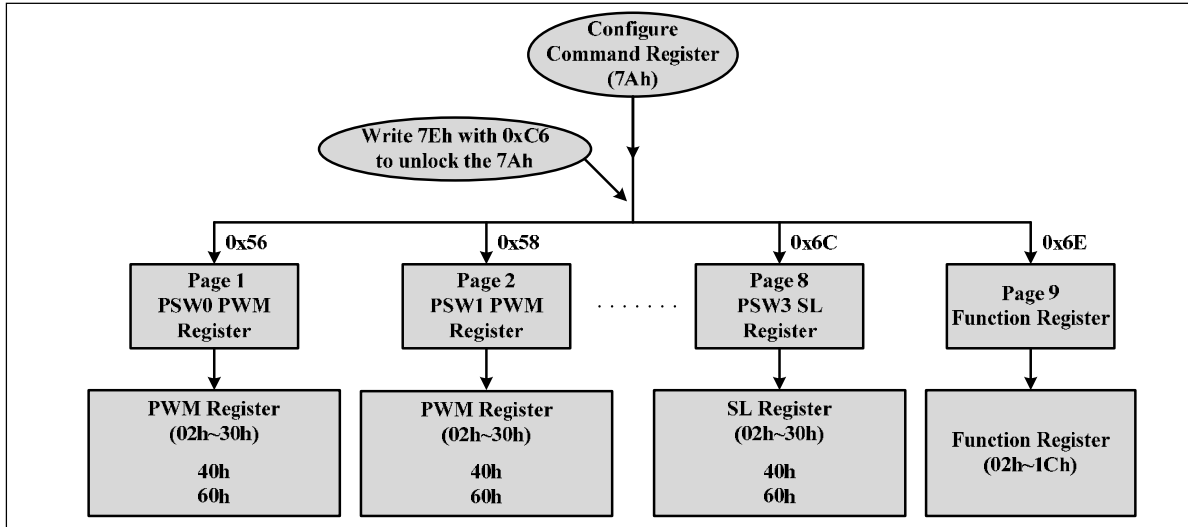 Configure
Command Register
(7Ah)
Write 7Eh with 0xC6
to unlock the 7Ah
0x56
0x58
0x6C
0x6E
Page 1
PSW0 PWM
Register
Page 2
PSW1 PWM
Register
. . . . . . .
Page 8
PSW3 SL
Register
Page 9
Function Register
PWM Register
(02h~30h)
40h
60h
PWM Register
(02h~30h)
40h
60h
SL Register
(02h~30h)
40h
60h
Function Register
(02h~1Ch)